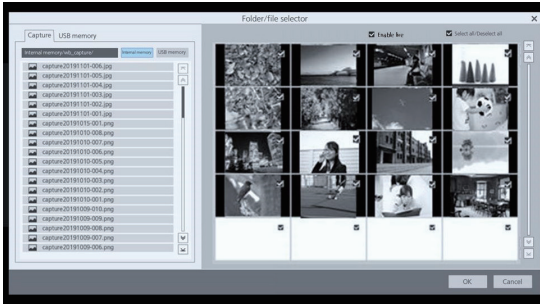 Folder/file selector
Capture
USB memory
Enable key
Select all/Deselect all
Internal memory/wb_capture/
Internal memory
USB memory
capture20191101-006.jpg
capture20191101-005.jpg
capture20191101-004.jpg
capture20191101-003.jpg
capture20191101-002.jpg
capture20191101-001.jpg
capture20191015-001.png
capture20191010-008.png
capture20191010-007.png
capture20191010-006.png
capture20191010-005.png
capture20191010-004.png
capture20191010-003.png
capture20191010-002.png
capture20191010-001.png
capture20191009-010.png
capture20191009-009.png
capture20191009-008.png
capture20191009-007.png
capture20191009-006.png
OK
Cancel